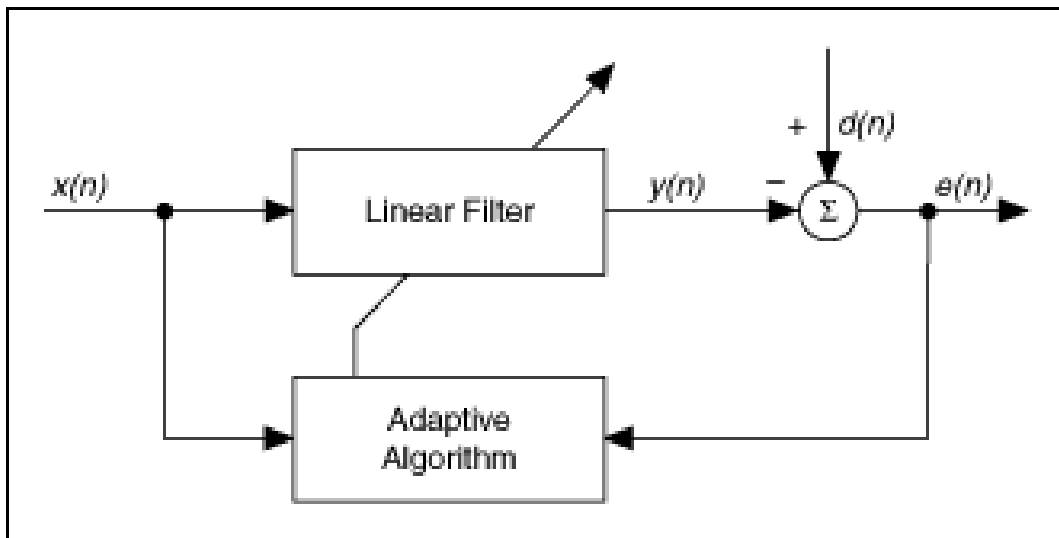 +
d(n)
x(n)
Linear Filter
y(n)
−
Σ
e(n)
Adaptive
Algorithm